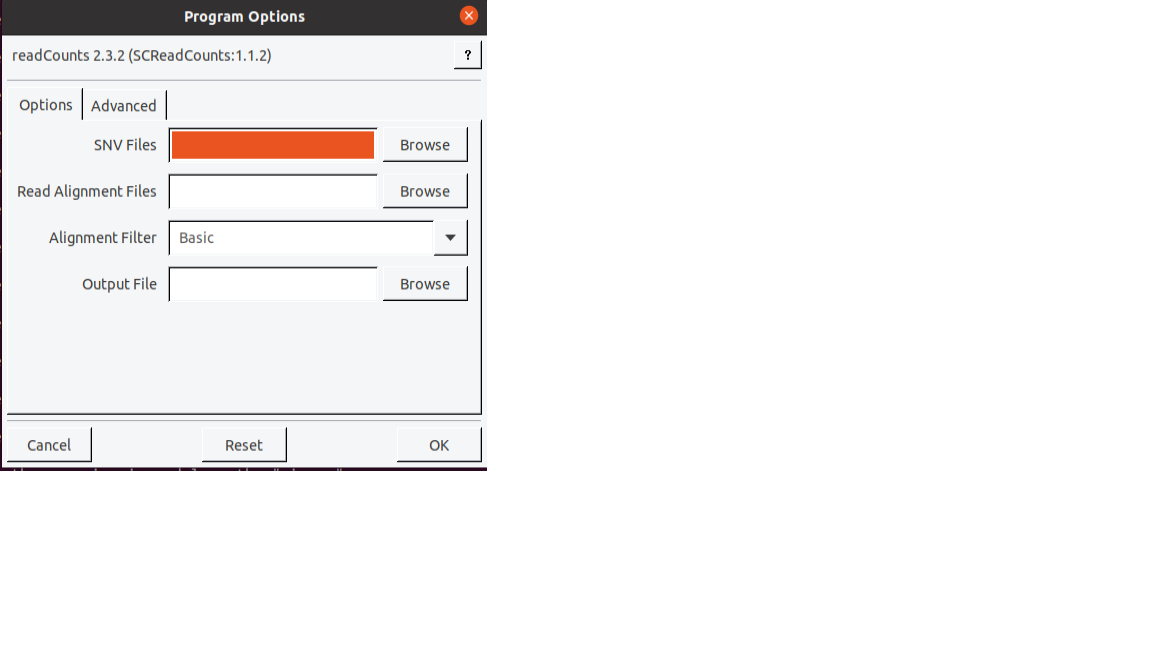 Program Options
readCounts 2.3.2 (SCReadCounts:1.1.2)
?
Options Advanced
SNV Files Browse
Read Alignment Files Browse
Alignment Filter Basic
Output File Browse
Cancel Reset OK